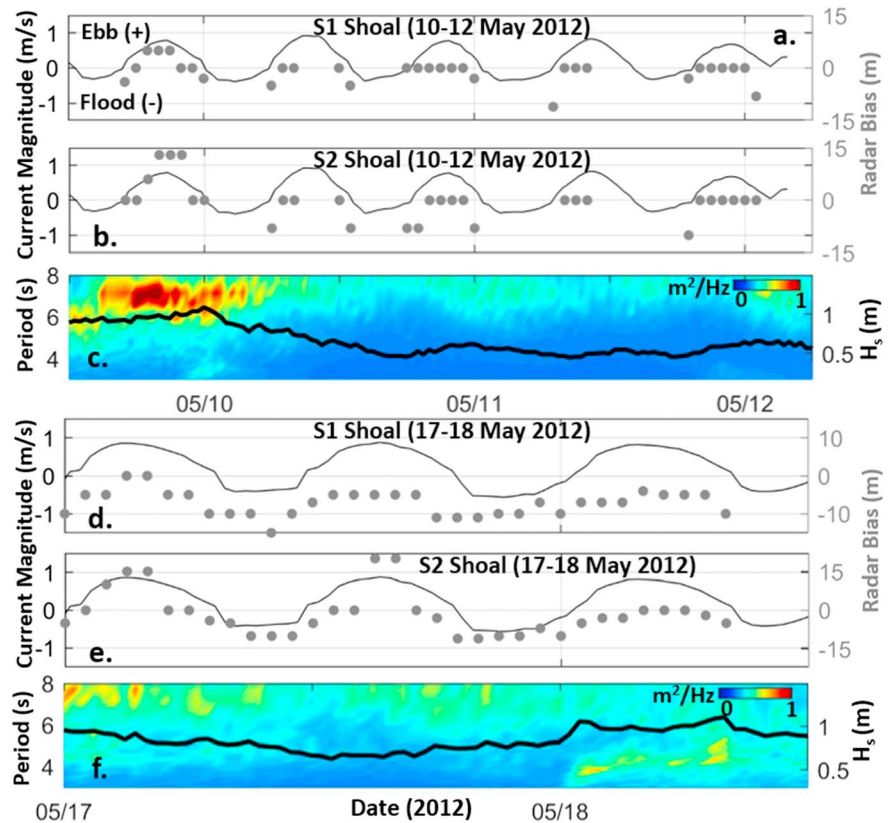 Current Magnitude (m/s)
1
0
-1
Ebb (+)
S1 Shoal (10-12 May 2012)
a.
Flood (-)
15
0
-15
Radar Bias (m)
1
0
-1
S2 Shoal (10-12 May 2012)
b.
15
0
-15
Period (s)
8
6
4
c.
m²/Hz
0 1
1
0.5
Hs (m)
05/10 05/11 05/12
Current Magnitude (m/s)
1
0
-1
S1 Shoal (17-18 May 2012)
d.
10
0
-10
Radar Bias (m)
1
0
-1
S2 Shoal (17-18 May 2012)
e.
15
0
-15
Period (s)
8
6
4
f.
m²/Hz
0 1
1
0.5
Hs (m)
05/17 Date (2012) 05/18